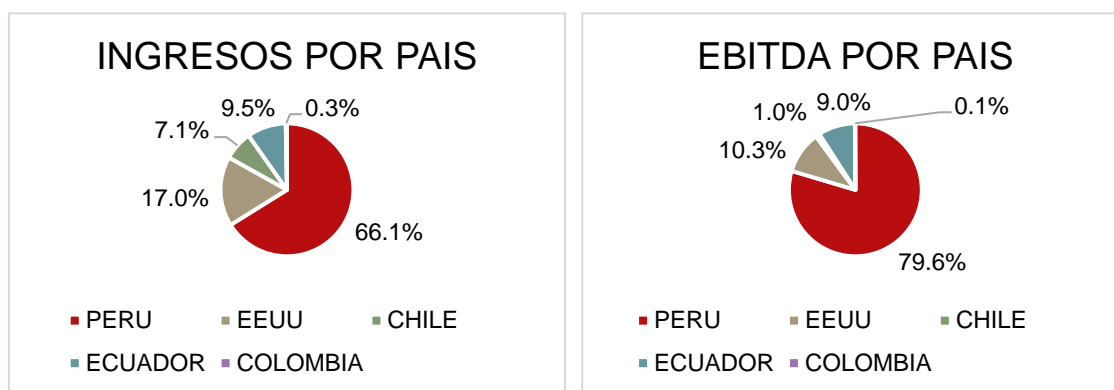 INGRESOS POR PAIS
9.5%
0.3%
7.1%
17.0%
66.1%
PERU
EEUU
CHILE
ECUADOR
COLOMBIA
EBITDA POR PAIS
1.0%
9.0%
0.1%
10.3%
79.6%
PERU
EEUU
CHILE
ECUADOR
COLOMBIA